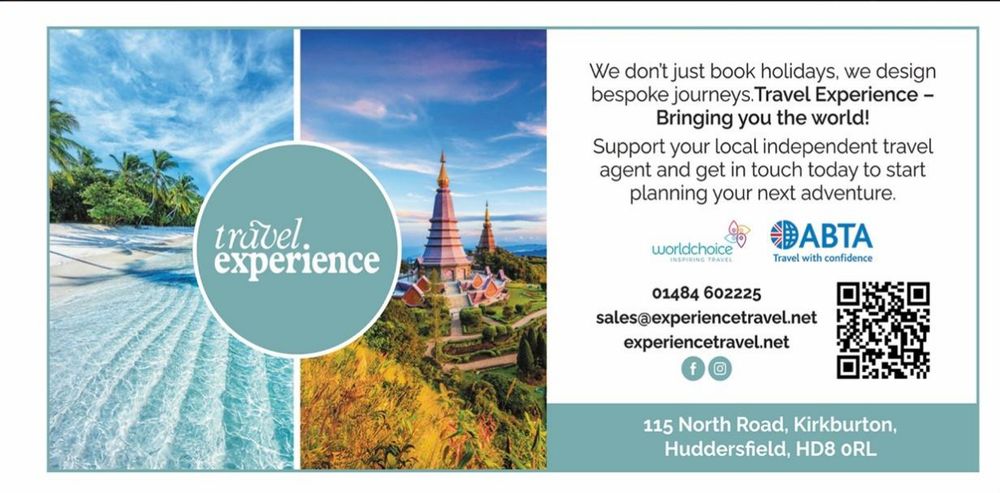 travel
experience
We don't just book holidays, we design
bespoke journeys.Travel Experience –
Bringing you the world!
Support your local independent travel
agent and get in touch today to start
planning your next adventure.
worldchoice
INSPIRING TRAVEL
ABTA
Travel with confidence
01484 602225
sales@experiencetravel.net
experiencetravel.net
f
115 North Road, Kirkburton,
Huddersfield, HD8 0RL